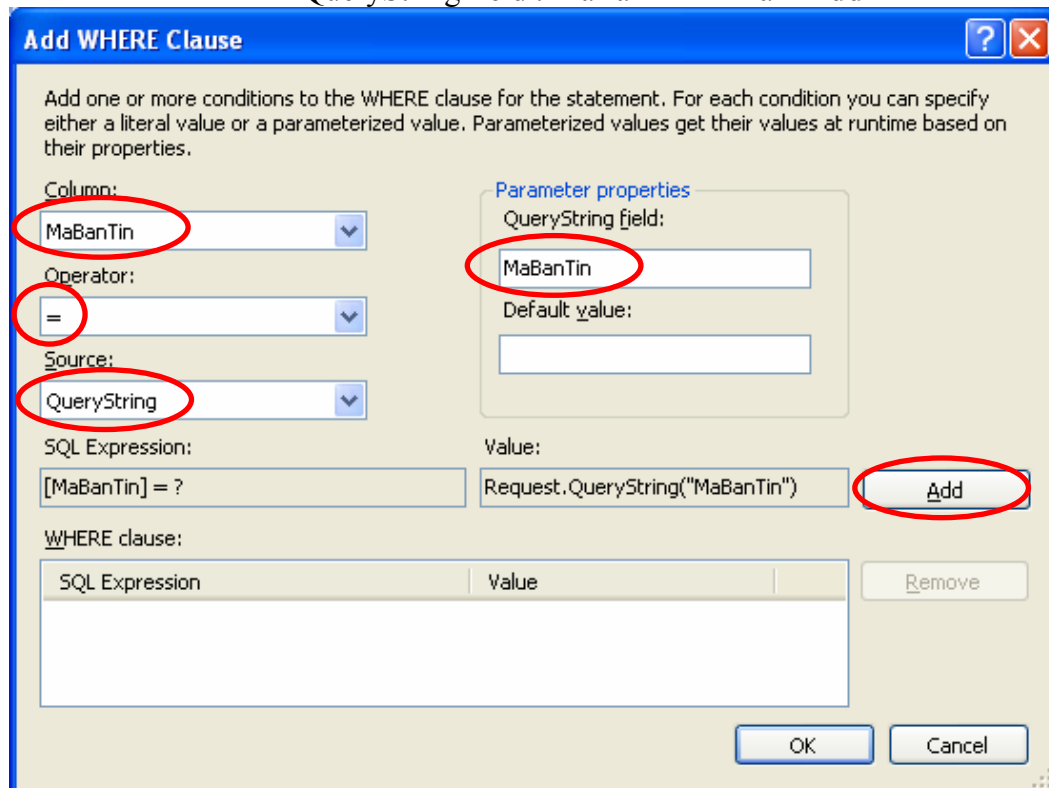 Add WHERE Clause
Add one or more conditions to the WHERE clause for the statement. For each condition you can specify
either a literal value or a parameterized value. Parameterized values get their values at runtime based on
their properties.
Column:
MaBanTin
Operator:
=
Source:
QueryString
Parameter properties
QueryString field:
MaBanTin
Default value:
SQL Expression:
[MaBanTin] = ?
Value:
Request.QueryString("MaBanTin")
Add
WHERE clause:
SQL Expression Value
Remove
OK Cancel